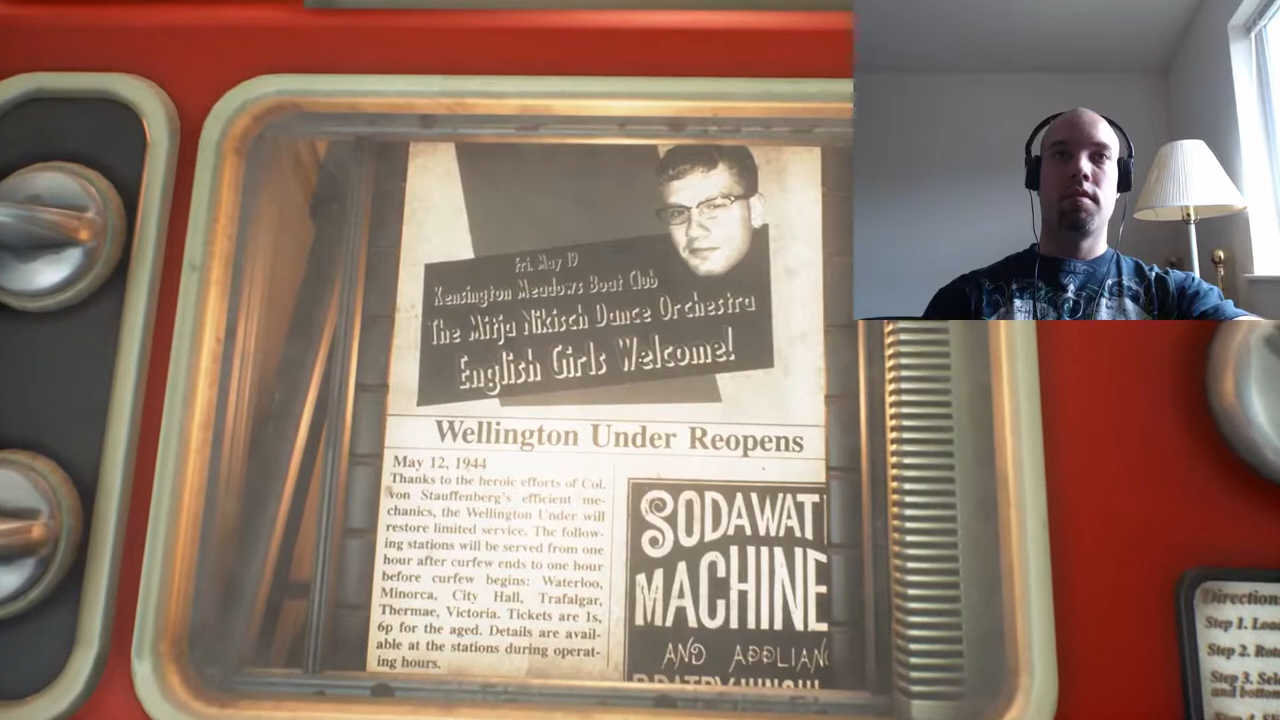 Fri. May 19
Kensington Meadows Boat Club
The Mitja Nikisch Dance Orchestra
English Girls Welcome!
Wellington Under Reopens
May 12, 1944
Thanks to the heroic efforts of Col.
von Stauffenberg's efficient me-
chanics, the Wellington Under will
restore limited service. The follow-
ing stations will be served from one
hour after curfew ends to one hour
before curfew begins: Waterloo,
Minorca, City Hall, Trafalgar,
Thermae, Victoria. Tickets are 1s,
6p for the aged. Details are avail-
able at the stations during operat-
ing hours.
SODAWAT
MACHINE
AND APPLIAN
Direction
Step 1. Loa
Step 2. Rot
Step 3. Sel
and botto